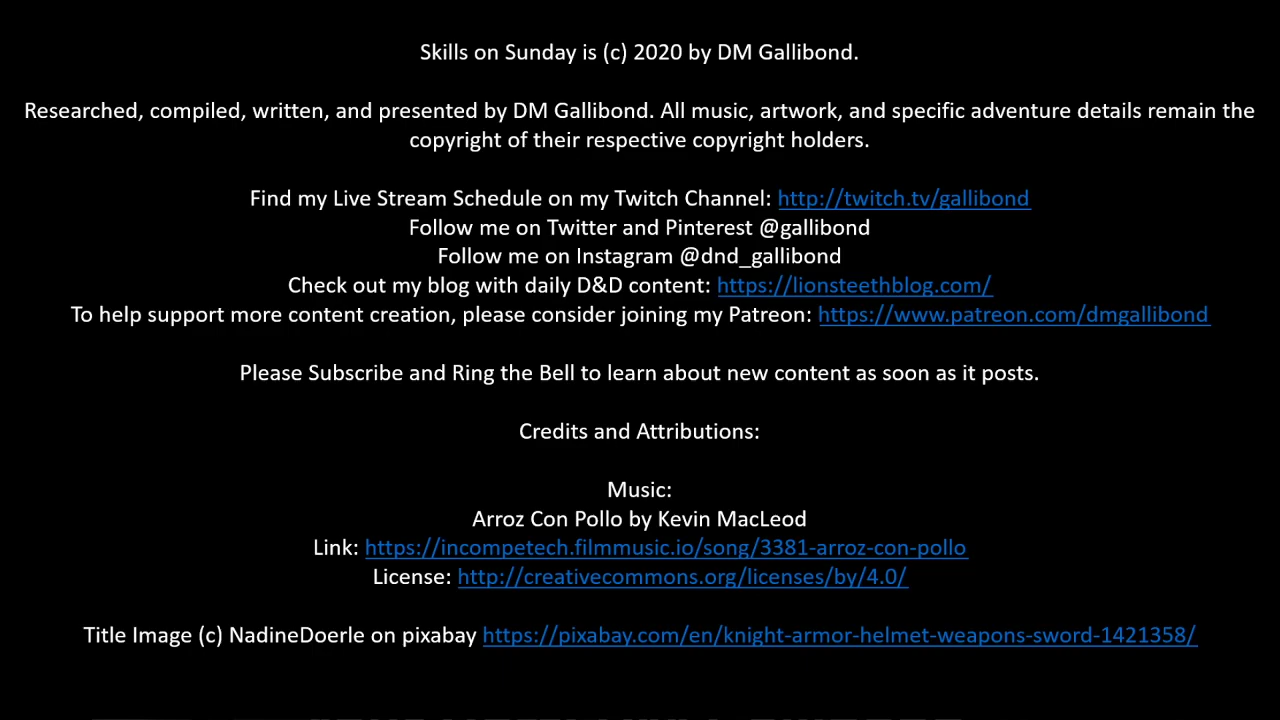 Skills on Sunday is (c) 2020 by DM Gallibond.
Researched, compiled, written, and presented by DM Gallibond. All music, artwork, and specific adventure details remain the
copyright of their respective copyright holders.
Find my Live Stream Schedule on my Twitch Channel: http://twitch.tv/gallibond
Follow me on Twitter and Pinterest @gallibond
Follow me on Instagram @dnd_gallibond
Check out my blog with daily D&D content: https://lionsteethblog.com/
To help support more content creation, please consider joining my Patreon: https://www.patreon.com/dmgallibond
Please Subscribe and Ring the Bell to learn about new content as soon as it posts.
Credits and Attributions:
Music:
Arroz Con Pollo by Kevin MacLeod
Link: https://incompetech.filmmusic.io/song/3381-arroz-con-pollo
License: http://creativecommons.org/licenses/by/4.0/
Title Image (c) NadineDoerle on pixabay https://pixabay.com/en/knight-armor-helmet-weapons-sword-1421358/